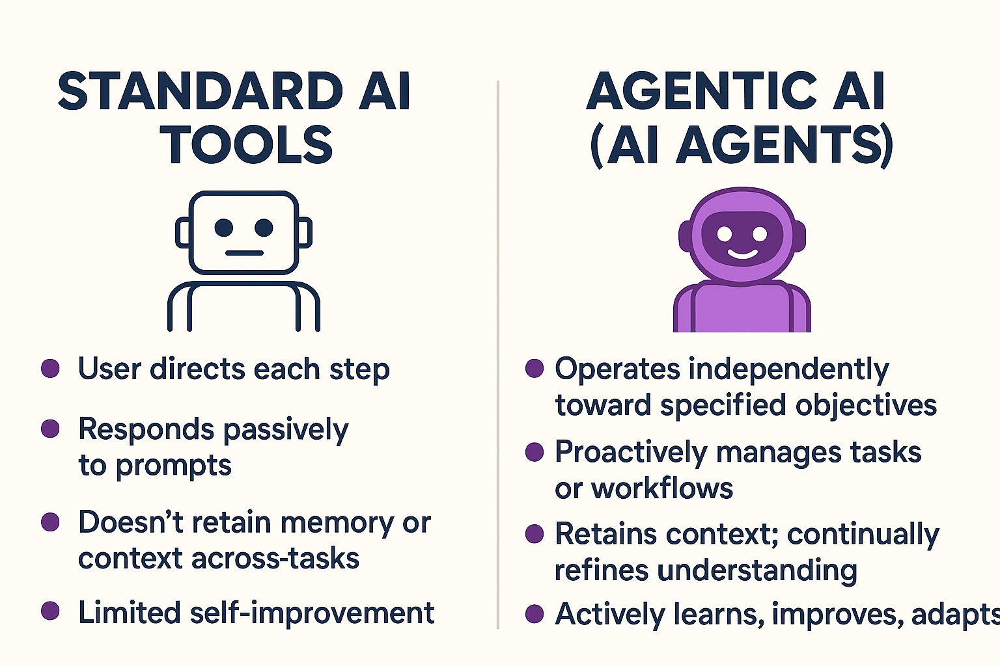 STANDARD AI
TOOLS
User directs each step
Responds passively
to prompts
Doesn’t retain memory or
context across-tasks
Limited self-improvement
AGENTIC AI
(AI AGENTS)
Operates independently
toward specified objectives
Proactively manages tasks
or workflows
Retains context; continually
refines understanding
Actively learns, improves, adapts